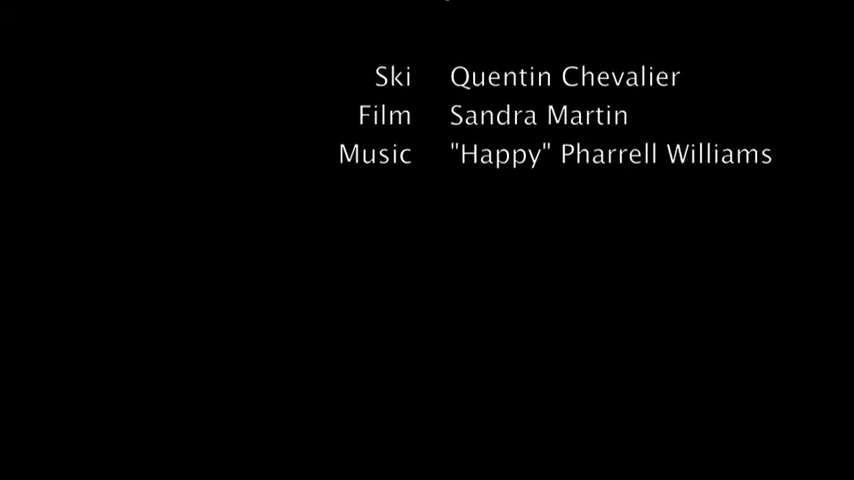 Ski Quentin Chevalier
Film Sandra Martin
Music "Happy" Pharrell Williams